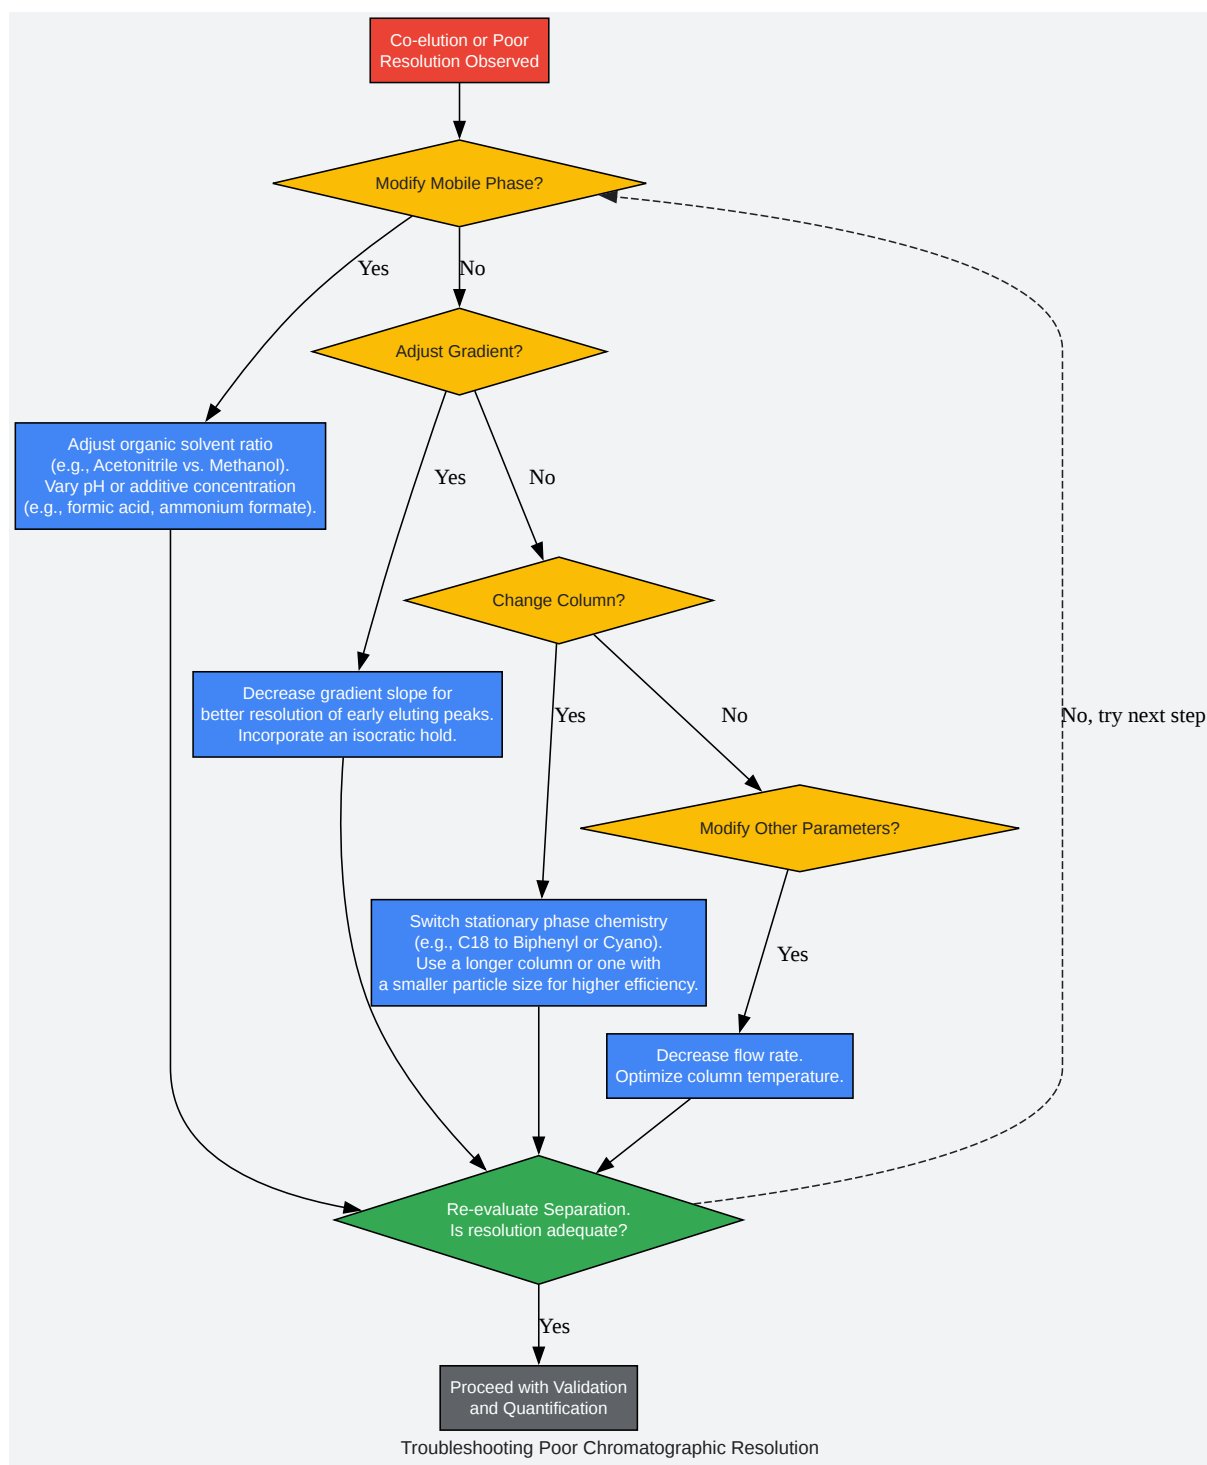 Co-elution or Poor
Resolution Observed
Modify Mobile Phase?
Yes
No
Adjust Gradient?
Adjust organic solvent ratio
(e.g., Acetonitrile vs. Methanol).
Vary pH or additive concentration
(e.g., formic acid, ammonium formate).
Yes
No
Change Column?
Decrease gradient slope for
better resolution of early eluting peaks.
Incorporate an isocratic hold.
Yes
No
No, try next step
Modify Other Parameters?
Switch stationary phase chemistry
(e.g., C18 to Biphenyl or Cyano).
Use a longer column or one with
a smaller particle size for higher efficiency.
Yes
Decrease flow rate.
Optimize column temperature.
Re-evaluate Separation.
Is resolution adequate?
Yes
Proceed with Validation
and Quantification
Troubleshooting Poor Chromatographic Resolution